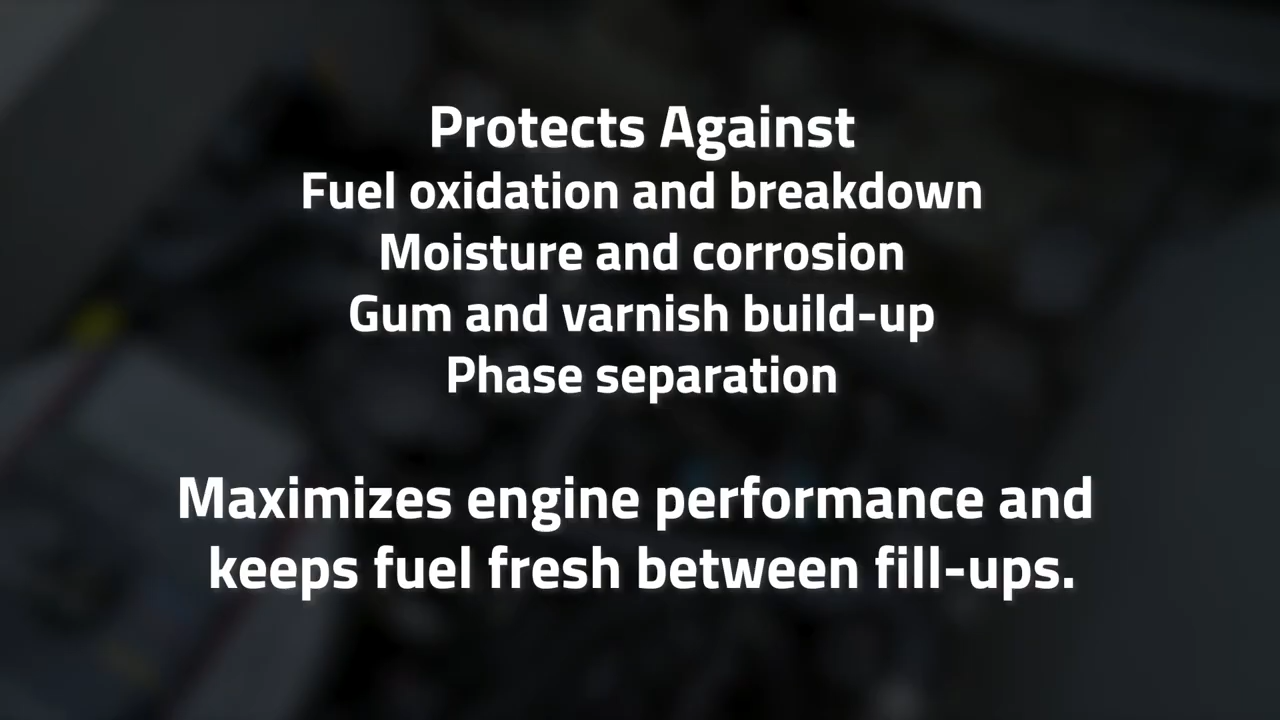 Protects Against
Fuel oxidation and breakdown
Moisture and corrosion
Gum and varnish build-up
Phase separation
Maximizes engine performance and
keeps fuel fresh between fill-ups.